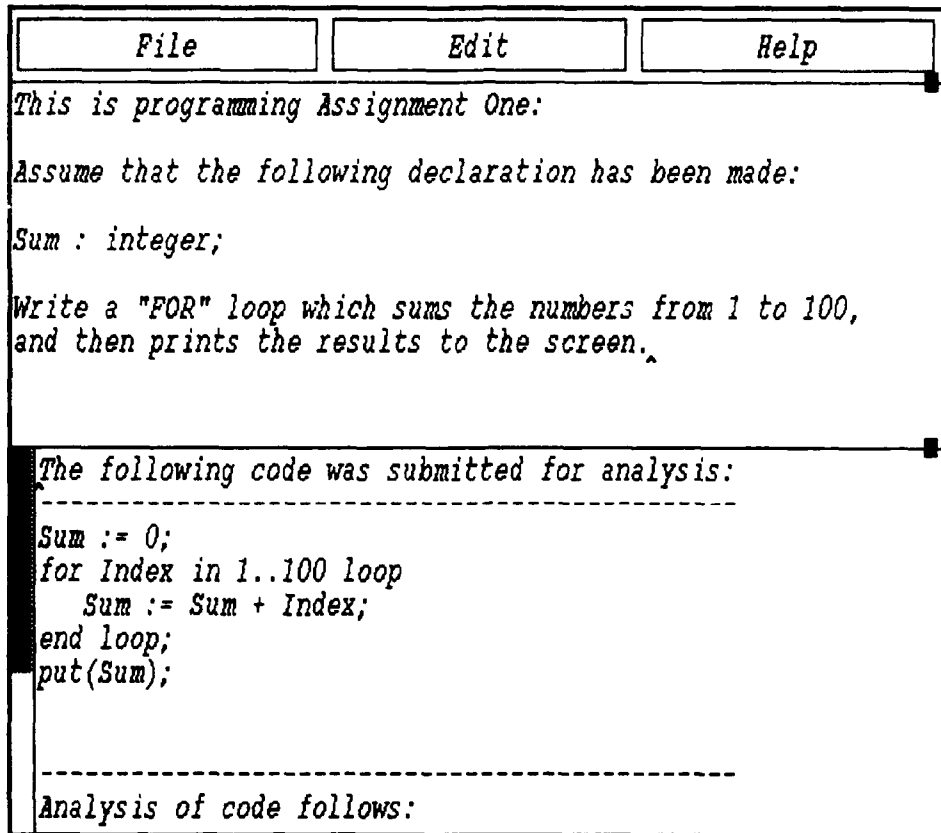 File Edit Help
This is programming Assignment One:
Assume that the following declaration has been made:
Sum : integer;
Write a "FOR" loop which sums the numbers from 1 to 100,
and then prints the results to the screen.
The following code was submitted for analysis:
-----------------------------------------------
Sum := 0;
for Index in 1..100 loop
   Sum := Sum + Index;
end loop;
put(Sum);
-----------------------------------------------
Analysis of code follows: